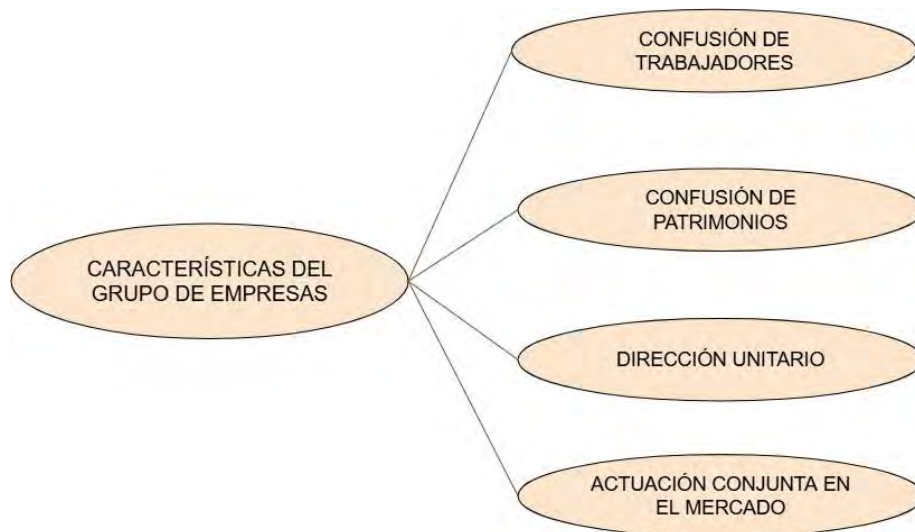 CONFUSIÓN DE
TRABAJADORES
CONFUSIÓN DE
PATRIMONIOS
CARACTERÍSTICAS DEL
GRUPO DE EMPRESAS
DIRECCIÓN UNITARIO
ACTUACIÓN CONJUNTA EN
EL MERCADO